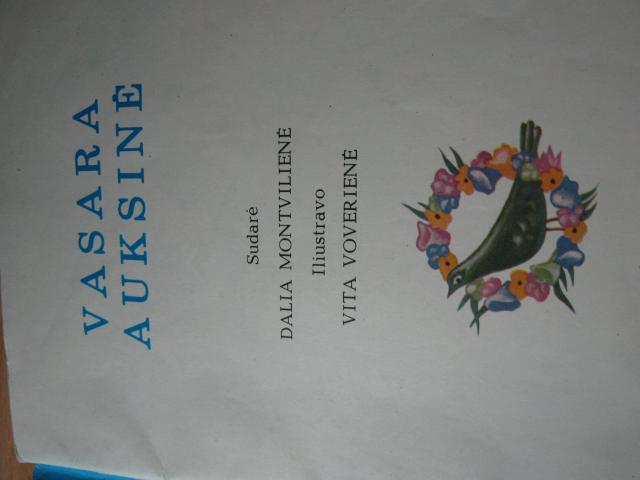 VASARA
AUKSINĖ
Sudarė
DALIA MONTVILIENĖ
Iliustravo
VITA VOVERIENĖ